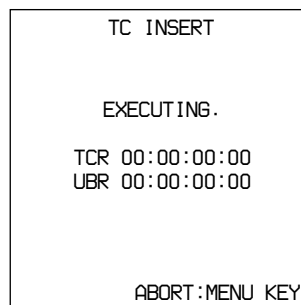 TC INSERT
EXECUTING.
TCR 00:00:00:00
UBR 00:00:00:00
ABORT:MENU KEY